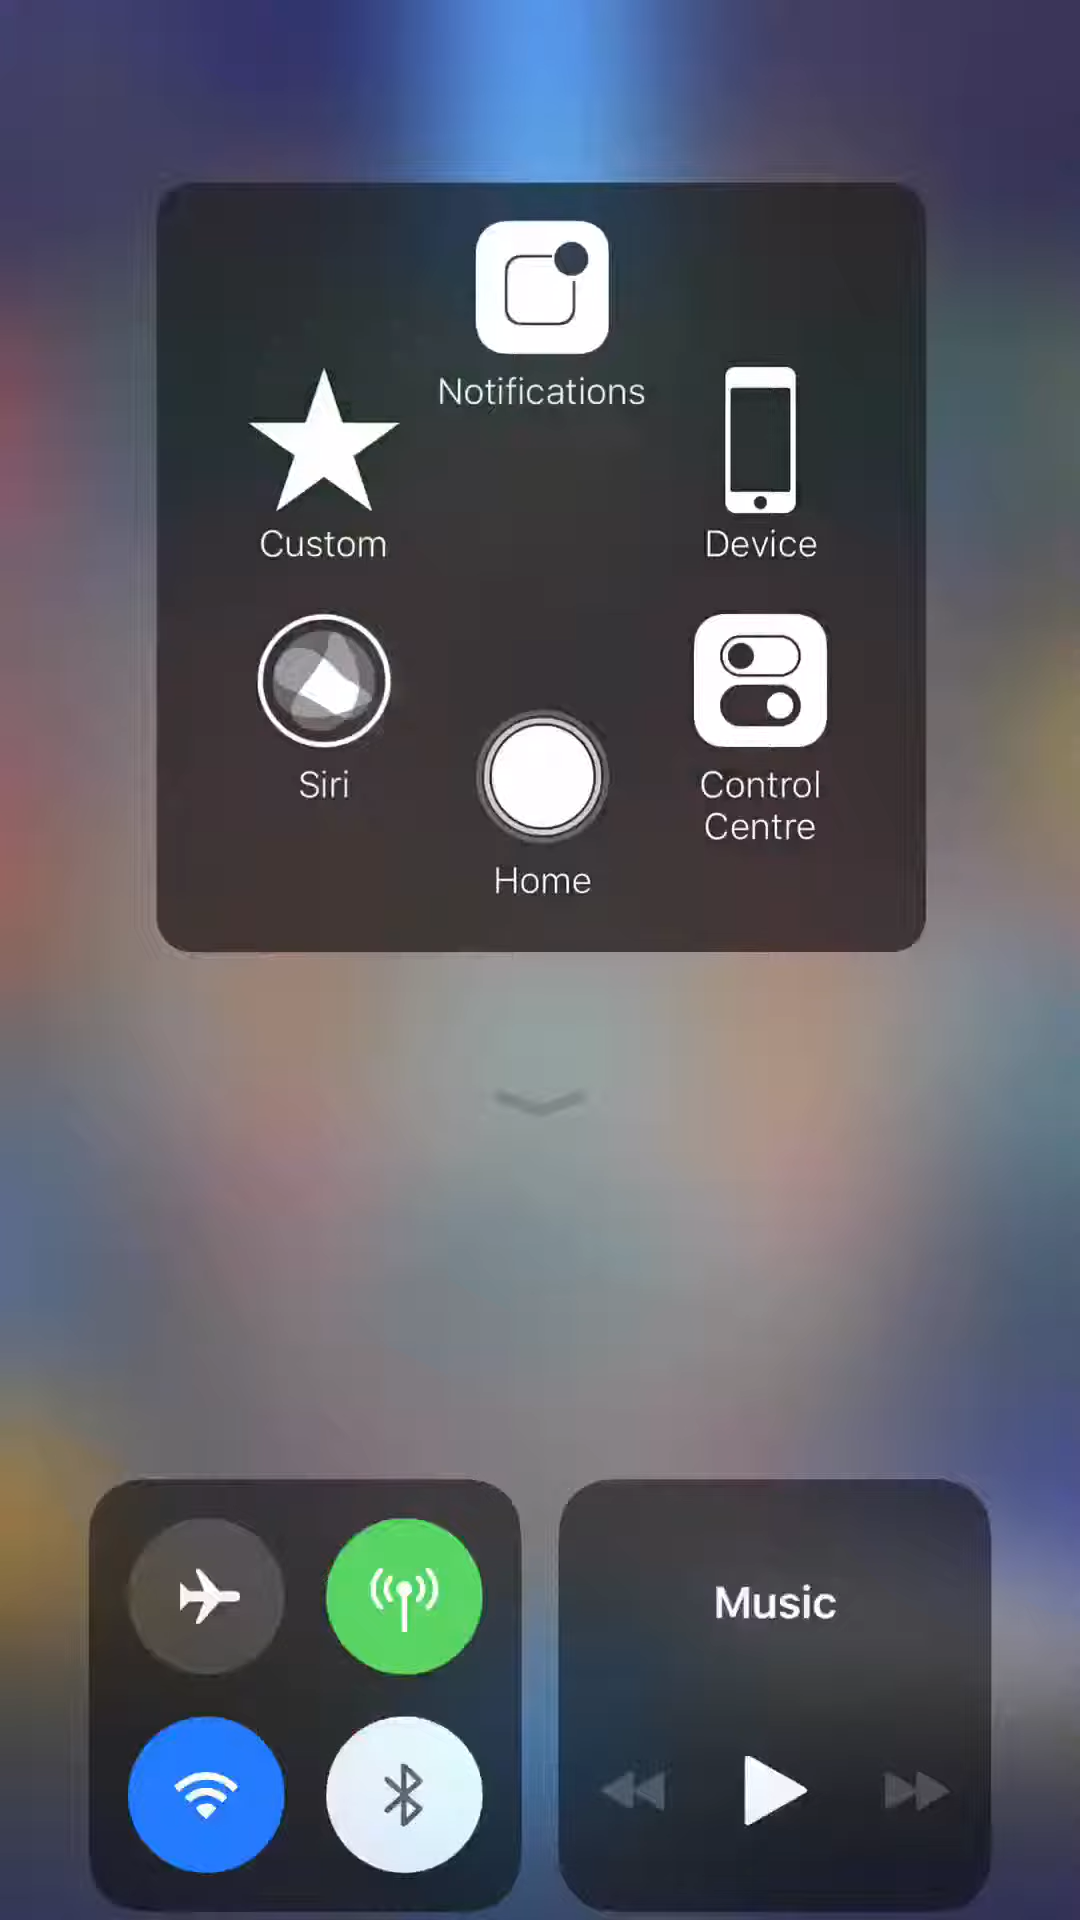 Notifications
Custom
Device
Siri
Control
Centre
Home
Music